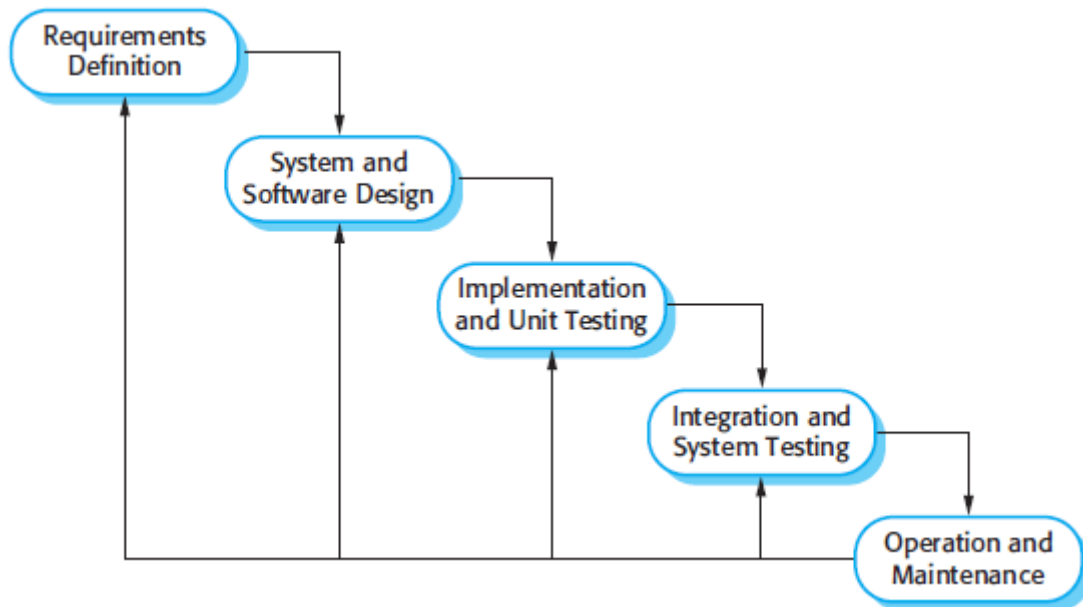 Requirements
Definition
System and
Software Design
Implementation
and Unit Testing
Integration and
System Testing
Operation and
Maintenance